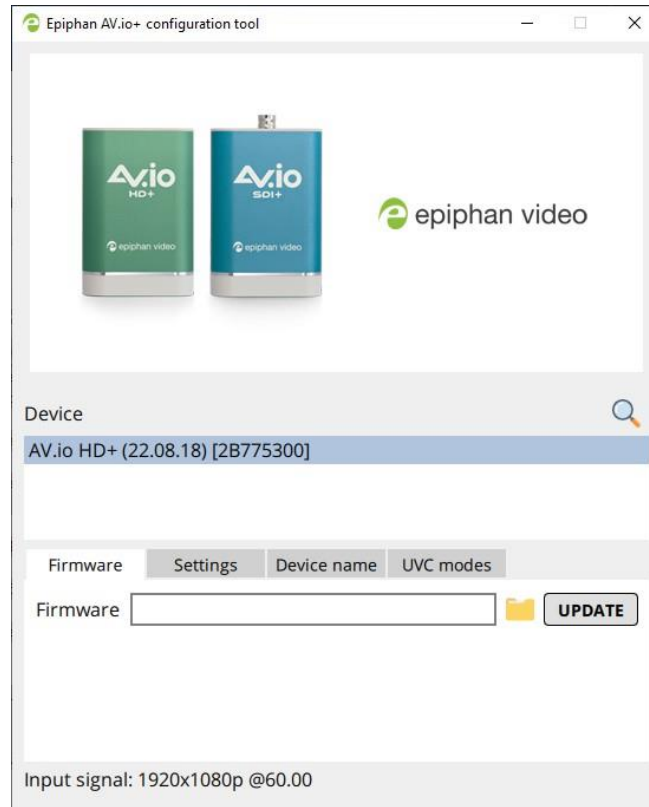 Epiphan AV.io+ configuration tool
AV.io
HD+
epiphan video
AV.io
SDI+
epiphan video
epiphan video
Device
AV.io HD+ (22.08.18) [2B775300]
Firmware Settings Device name UVC modes
Firmware UPDATE
Input signal: 1920x1080p @60.00